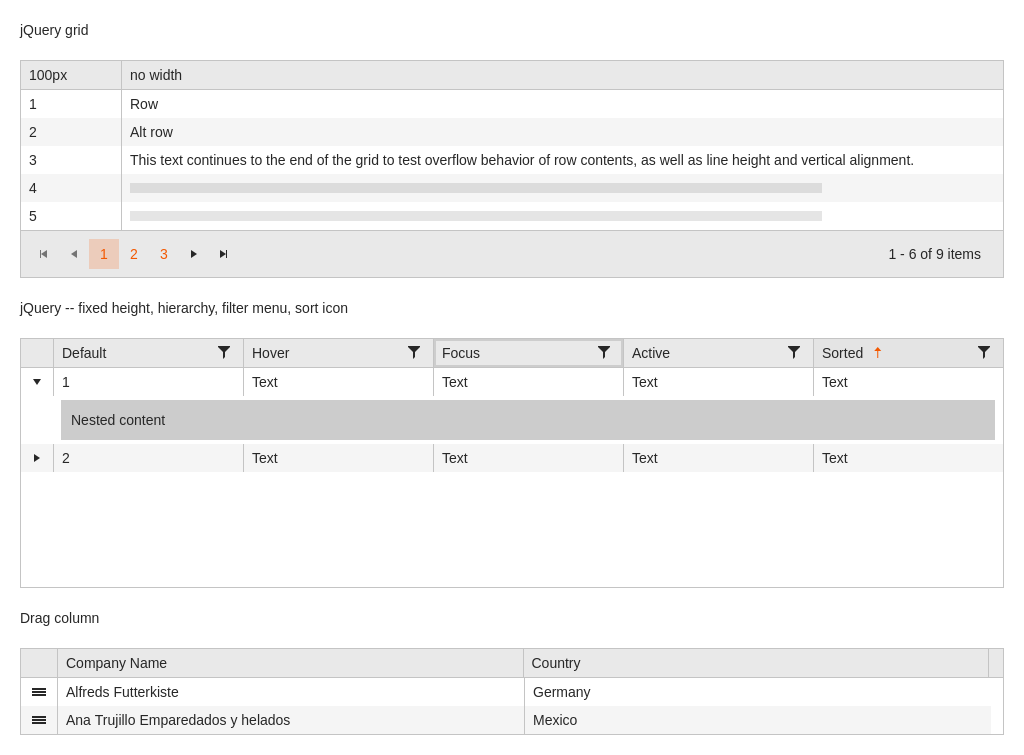 jQuery grid
100px no width
1 Row
2 Alt row
3 This text continues to the end of the grid to test overflow behavior of row contents, as well as line height and vertical alignment.
4
5
1 2 3 1 - 6 of 9 items
jQuery -- fixed height, hierarchy, filter menu, sort icon
Default Hover Focus Active Sorted
1 Text Text Text Text
Nested content
2 Text Text Text Text
Drag column
Company Name Country
Alfreds Futterkiste Germany
Ana Trujillo Emparedados y helados Mexico